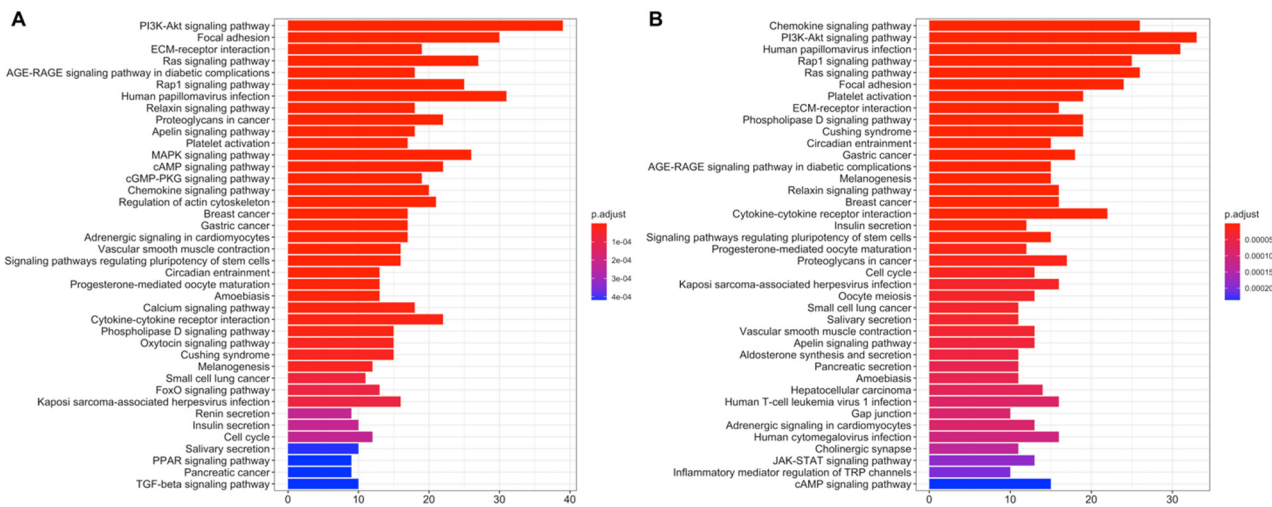 A
PI3K-Akt signaling pathway
Focal adhesion
ECM-receptor interaction
Ras signaling pathway
AGE-RAGE signaling pathway in diabetic complications
Rap1 signaling pathway
Human papillomavirus infection
Relaxin signaling pathway
Proteoglycans in cancer
Apelin signaling pathway
Platelet activation
MAPK signaling pathway
cAMP signaling pathway
cGMP-PKG signaling pathway
Chemokine signaling pathway
Regulation of actin cytoskeleton
Breast cancer
Gastric cancer
Adrenergic signaling in cardiomyocytes
Vascular smooth muscle contraction
Signaling pathways regulating pluripotency of stem cells
Circadian entrainment
Progesterone-mediated oocyte maturation
Amoebiasis
Calcium signaling pathway
Cytokine-cytokine receptor interaction
Phospholipase D signaling pathway
Oxytocin signaling pathway
Cushing syndrome
Melanogenesis
Small cell lung cancer
FoxO signaling pathway
Kaposi sarcoma-associated herpesvirus infection
Renin secretion
Insulin secretion
Cell cycle
Salivary secretion
PPAR signaling pathway
Pancreatic cancer
TGF-beta signaling pathway
0 10 20 30 40
p.adjust
1e-04
2e-04
3e-04
4e-04
B
Chemokine signaling pathway
PI3K-Akt signaling pathway
Human papillomavirus infection
Rap1 signaling pathway
Ras signaling pathway
Focal adhesion
Platelet activation
ECM-receptor interaction
Phospholipase D signaling pathway
Cushing syndrome
Circadian entrainment
Gastric cancer
AGE-RAGE signaling pathway in diabetic complications
Melanogenesis
Relaxin signaling pathway
Breast cancer
Cytokine-cytokine receptor interaction
Insulin secretion
Signaling pathways regulating pluripotency of stem cells
Progesterone-mediated oocyte maturation
Proteoglycans in cancer
Cell cycle
Kaposi sarcoma-associated herpesvirus infection
Oocyte meiosis
Small cell lung cancer
Salivary secretion
Vascular smooth muscle contraction
Apelin signaling pathway
Aldosterone synthesis and secretion
Pancreatic secretion
Amoebiasis
Hepatocellular carcinoma
Human T-cell leukemia virus 1 infection
Gap junction
Adrenergic signaling in cardiomyocytes
Human cytomegalovirus infection
Cholinergic synapse
JAK-STAT signaling pathway
Inflammatory mediator regulation of TRP channels
cAMP signaling pathway
0 10 20 30
p.adjust
0.00005
0.00010
0.00015
0.00020